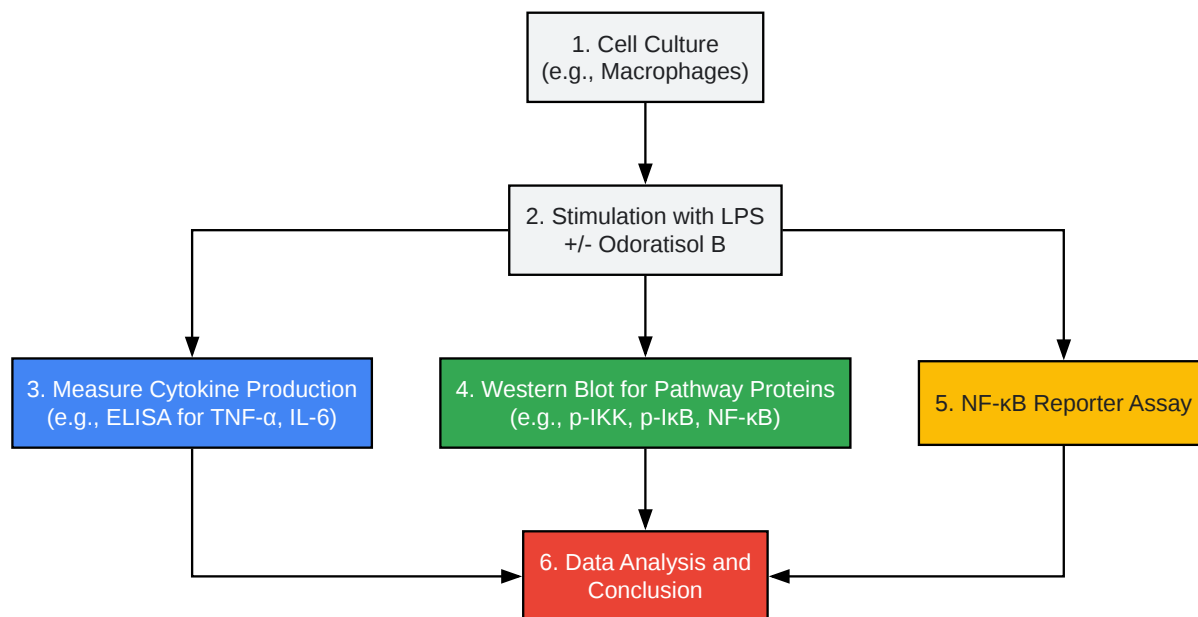 1. Cell Culture
(e.g., Macrophages)
2. Stimulation with LPS
+/- Odoratisol B
3. Measure Cytokine Production
(e.g., ELISA for TNF-α, IL-6)
4. Western Blot for Pathway Proteins
(e.g., p-IKK, p-IκB, NF-κB)
5. NF-κB Reporter Assay
6. Data Analysis and
Conclusion